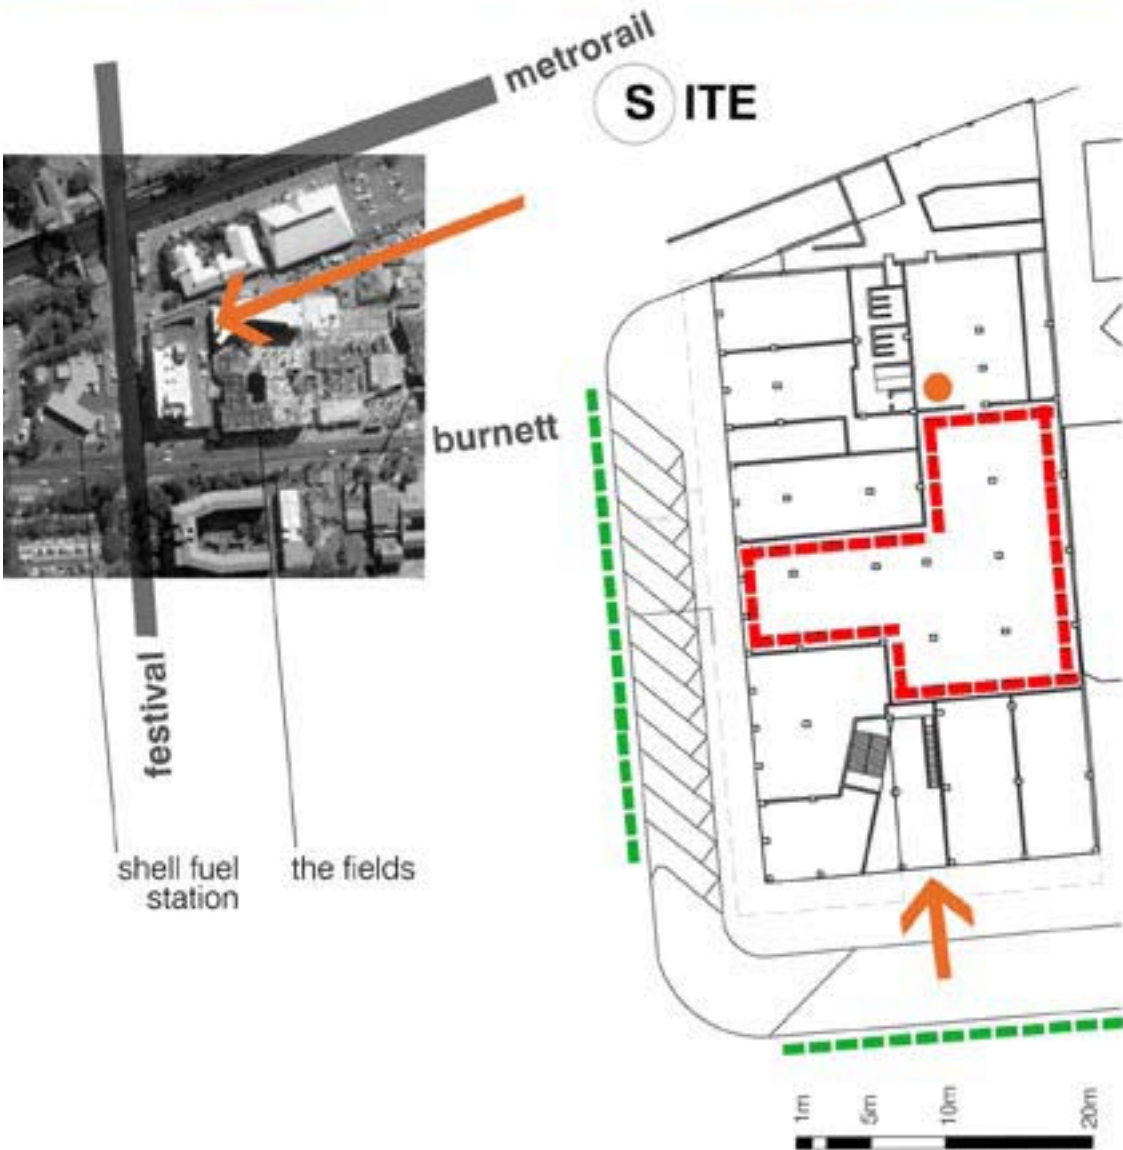 metrorail
S ITE
burnett
festival
shell fuel
station
the fields
1m
5m
10m
20m